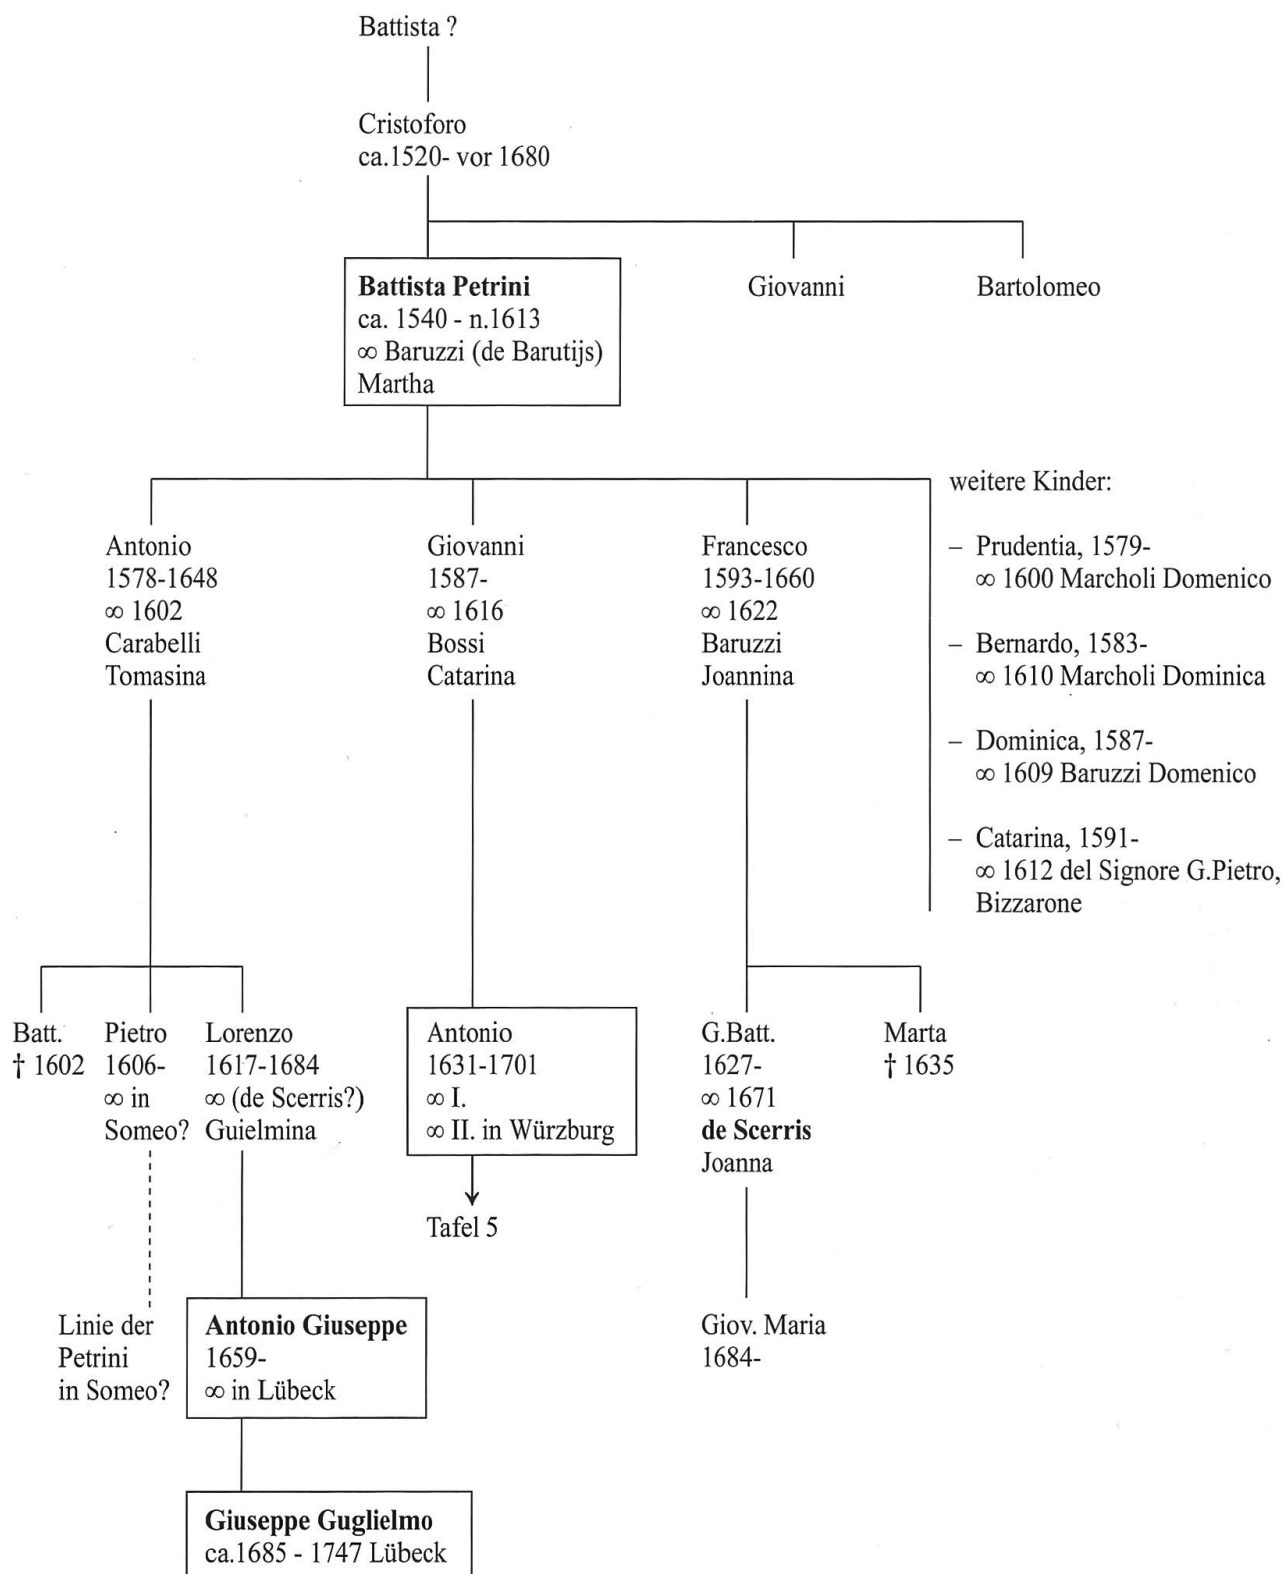 Battista ?
Cristoforo
ca.1520- vor 1680
Battista Petrini
ca. 1540 - n.1613
∞ Baruzzi (de Barutijs)
Martha
Giovanni
Bartolomeo
Antonio
1578-1648
∞ 1602
Carabelli
Tomasina
Giovanni
1587-
∞ 1616
Bossi
Catarina
Francesco
1593-1660
∞ 1622
Baruzzi
Joannina
weitere Kinder:
– Prudentia, 1579-
∞ 1600 Marcholi Domenico
– Bernardo, 1583-
∞ 1610 Marcholi Dominica
– Dominica, 1587-
∞ 1609 Baruzzi Domenico
– Catarina, 1591-
∞ 1612 del Signore G.Pietro,
Bizzarone
Batt.
† 1602
Pietro
1606-
∞ in
Someo?
Lorenzo
1617-1684
∞ (de Scerris?)
Guielmina
Antonio
1631-1701
∞ I.
∞ II. in Würzburg
Tafel 5
G.Batt.
1627-
∞ 1671
de Scerris
Joanna
Marta
† 1635
Linie der
Petrini
in Someo?
Antonio Giuseppe
1659-
∞ in Lübeck
Giov. Maria
1684-
Giuseppe Guglielmo
ca.1685 - 1747 Lübeck